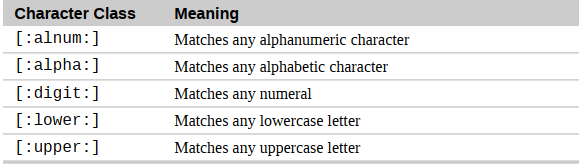 Character Class Meaning
[:alnum:] Matches any alphanumeric character
[:alpha:] Matches any alphabetic character
[:digit:] Matches any numeral
[:lower:] Matches any lowercase letter
[:upper:] Matches any uppercase letter